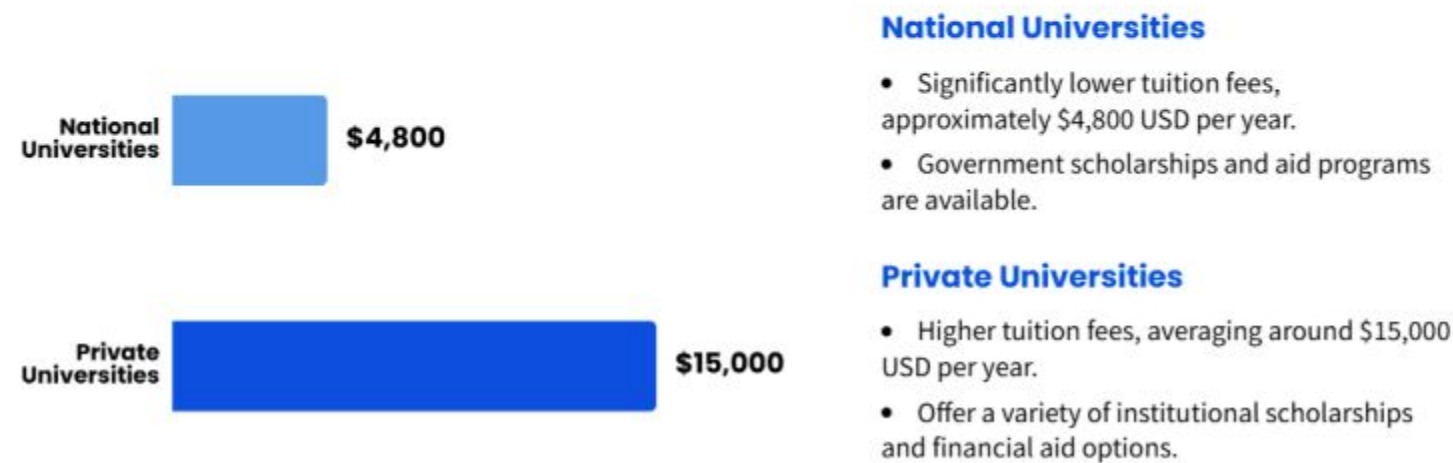 National
Universities
$4,800
Private
Universities
$15,000
National Universities
• Significantly lower tuition fees,
approximately $4,800 USD per year.
• Government scholarships and aid programs
are available.
Private Universities
• Higher tuition fees, averaging around $15,000
USD per year.
• Offer a variety of institutional scholarships
and financial aid options.